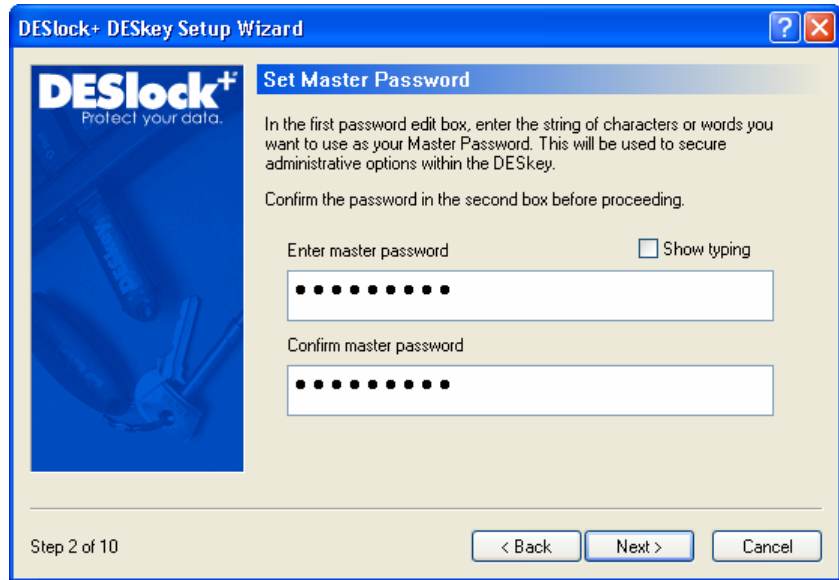 DESlock+ DESkey Setup Wizard
DESlock+
Protect your data.
Set Master Password
In the first password edit box, enter the string of characters or words you
want to use as your Master Password. This will be used to secure
administrative options within the DESkey.
Confirm the password in the second box before proceeding.
Enter master password
Show typing
●●●●●●●●●
Confirm master password
●●●●●●●●●
DESkey
Step 2 of 10
< Back
Next >
Cancel